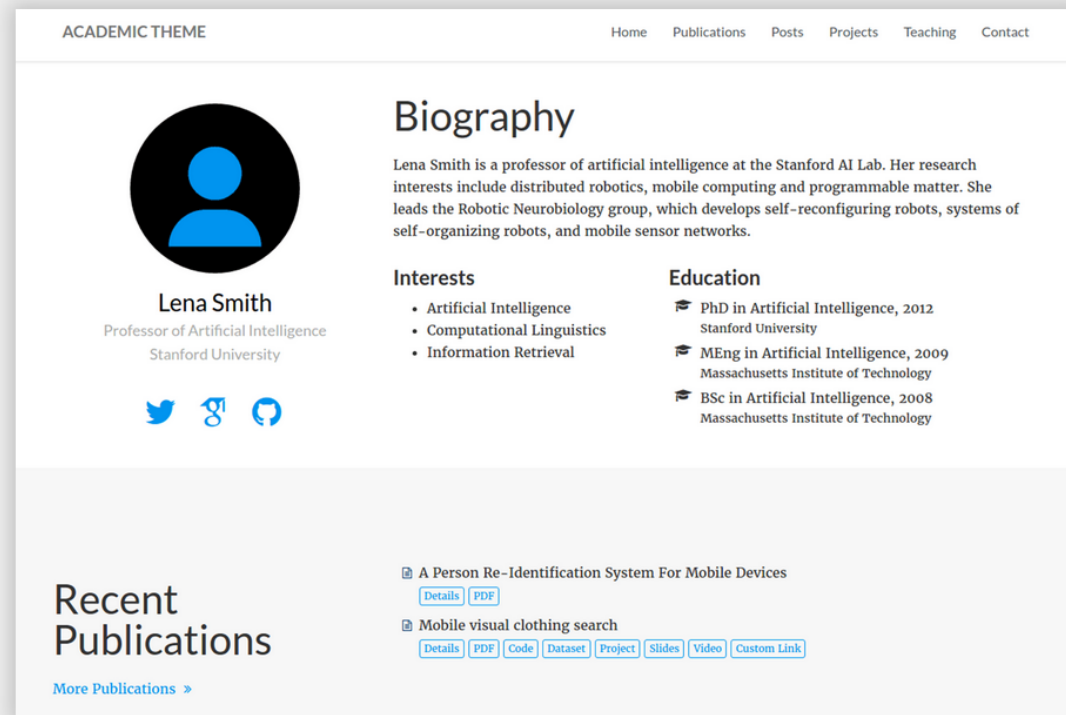 ACADEMIC THEME
Home Publications Posts Projects Teaching Contact
Lena Smith
Professor of Artificial Intelligence
Stanford University
Biography
Lena Smith is a professor of artificial intelligence at the Stanford AI Lab. Her research
interests include distributed robotics, mobile computing and programmable matter. She
leads the Robotic Neurobiology group, which develops self-reconfiguring robots, systems of
self-organizing robots, and mobile sensor networks.
Interests
• Artificial Intelligence
• Computational Linguistics
• Information Retrieval
Education
PhD in Artificial Intelligence, 2012
Stanford University
MEng in Artificial Intelligence, 2009
Massachusetts Institute of Technology
BSc in Artificial Intelligence, 2008
Massachusetts Institute of Technology
Recent
Publications
More Publications »
A Person Re-Identification System For Mobile Devices
Details PDF
Mobile visual clothing search
Details PDF Code Dataset Project Slides Video Custom Link